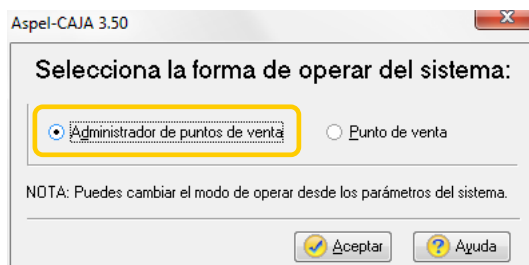 Aspel-CAJA 3.50
Selecciona la forma de operar del sistema:
Administrador de puntos de venta Punto de venta
NOTA: Puedes cambiar el modo de operar desde los parámetros del sistema.
Aceptar Ayuda